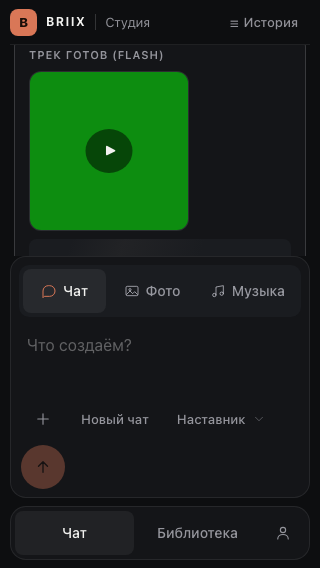 B BRIIX Студия История
ТРЕК ГОТОВ (FLASH)
Чат Фото Музыка
Что создаём?
Новый чат Наставник
Чат Библиотека